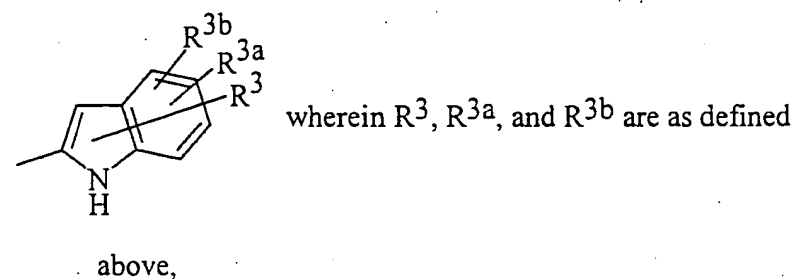 R3b
R3a
R3
wherein R3, R3a, and R3b are as defined
N
H
above,